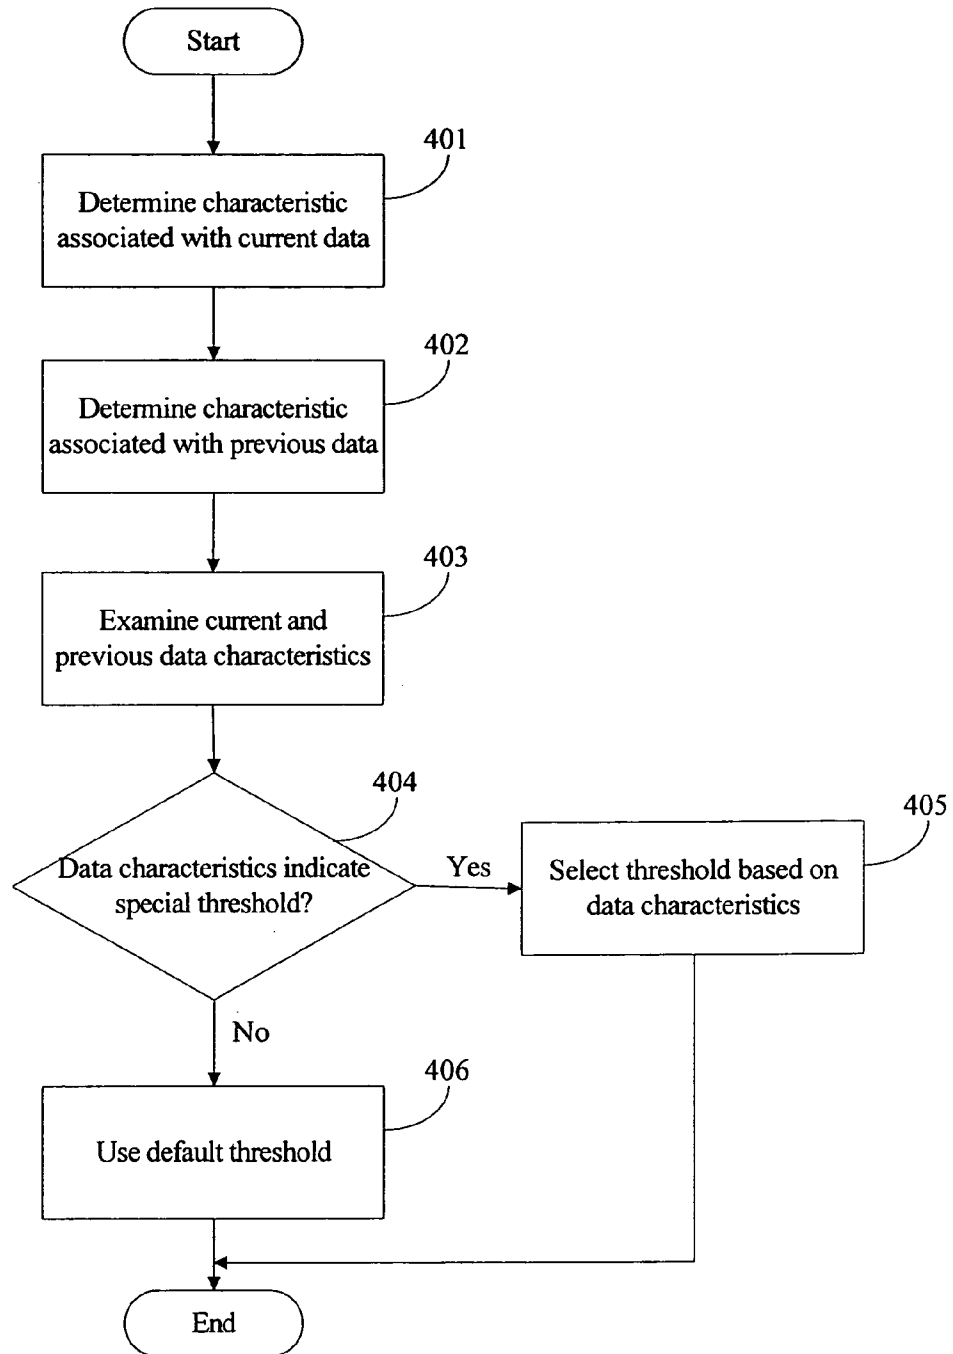 Start
401
Determine characteristic
associated with current data
402
Determine characteristic
associated with previous data
403
Examine current and
previous data characteristics
404
Data characteristics indicate
special threshold?
Yes
405
Select threshold based on
data characteristics
No
406
Use default threshold
End